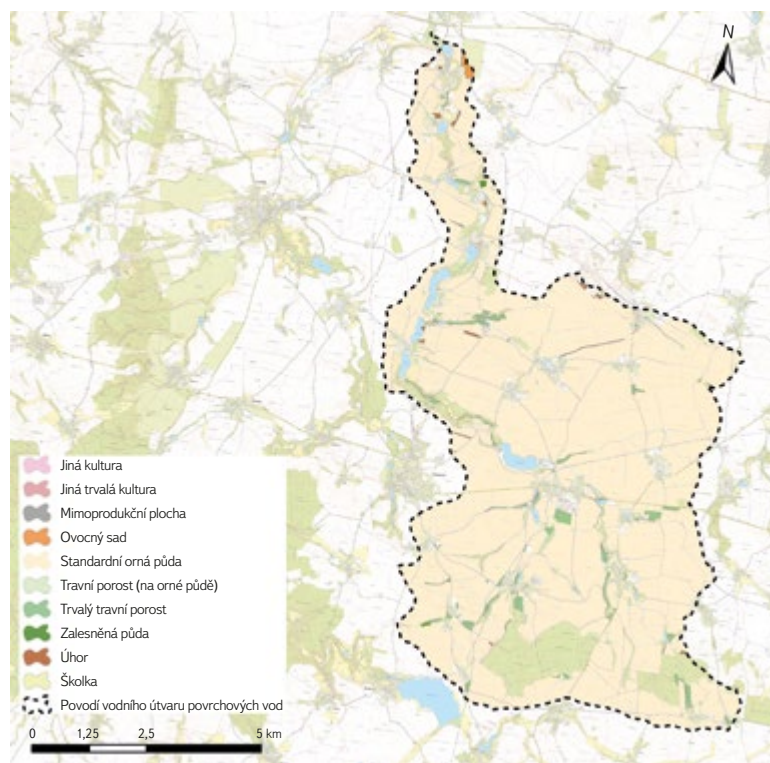 N
Jiná kultura
Jiná trvalá kultura
Mimoprodukční plocha
Ovocný sad
Standardní orná půda
Travní porost (na orné půdě)
Trvalý travní porost
Zalesněná půda
Úhor
Školka
Povodí vodního útvaru povrchových vod
0 1,25 2,5 5 km